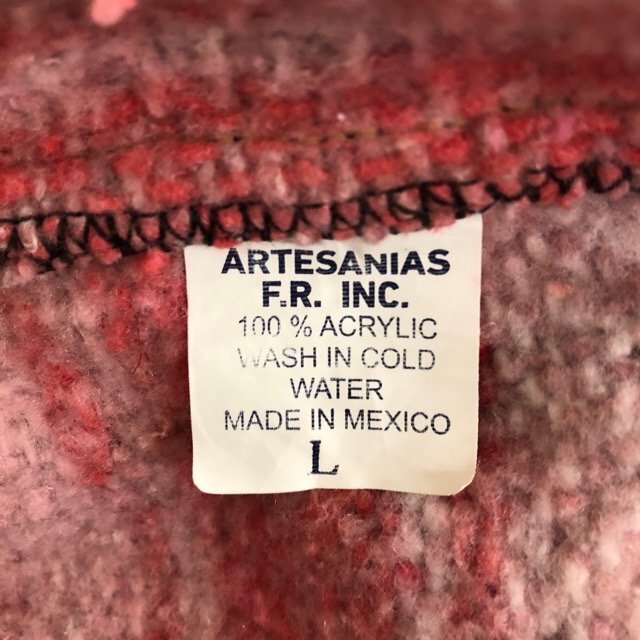 ARTESANIAS
F.R. INC.
100 % ACRYLIC
WASH IN COLD
WATER
MADE IN MEXICO
L